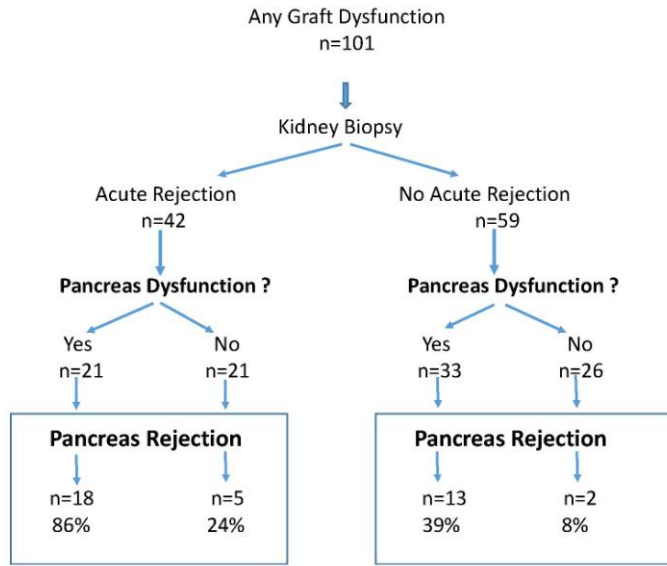 Any Graft Dysfunction
n=101
Kidney Biopsy
Acute Rejection
n=42
No Acute Rejection
n=59
Pancreas Dysfunction ?
Pancreas Dysfunction ?
Yes
n=21
No
n=21
Yes
n=33
No
n=26
Pancreas Rejection
n=18
86%
n=5
24%
Pancreas Rejection
n=13
39%
n=2
8%